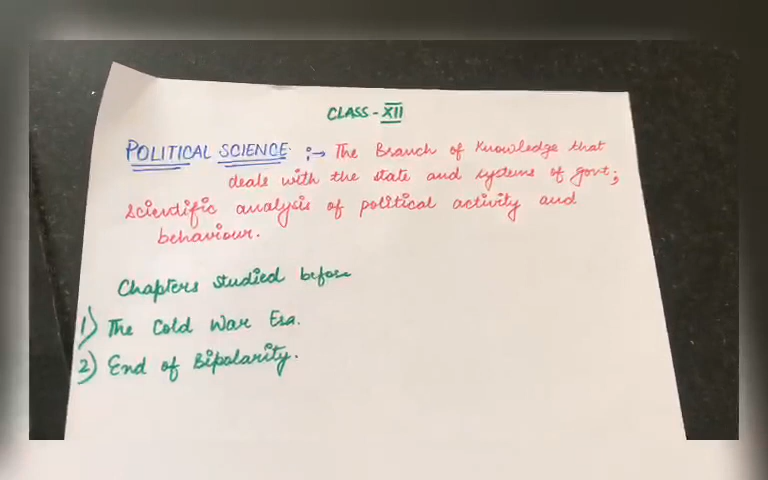 CLASS - XII
POLITICAL SCIENCE :→ The Branch of Knowledge that
deals with the state and systems of govt;
Scientific analysis of political activity and
behaviour.
Chapters studied before
1) The Cold War Era.
2) End of Bipolarity.